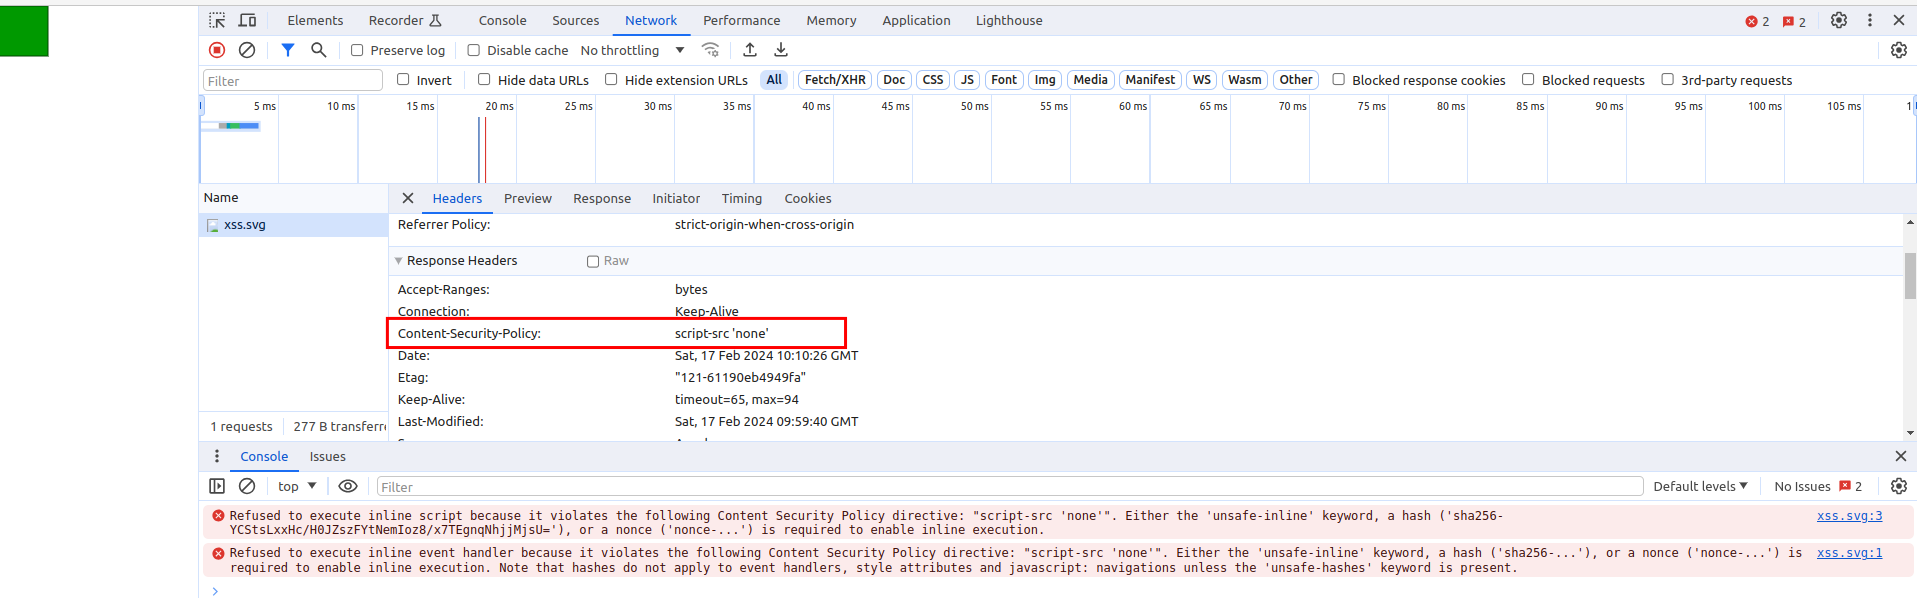 Elements Recorder Console Sources Network Performance Memory Application Lighthouse 2 2
Preserve log Disable cache No throttling
Filter Invert Hide data URLs Hide extension URLs All Fetch/XHR Doc CSS JS Font Img Media Manifest WS Wasm Other Blocked response cookies Blocked requests 3rd-party requests
5 ms 10 ms 15 ms 20 ms 25 ms 30 ms 35 ms 40 ms 45 ms 50 ms 55 ms 60 ms 65 ms 70 ms 75 ms 80 ms 85 ms 90 ms 95 ms 100 ms 105 ms
Name Headers Preview Response Initiator Timing Cookies
xss.svg
Referrer Policy: strict-origin-when-cross-origin
Response Headers Raw
Accept-Ranges: bytes
Connection: Keep-Alive
Content-Security-Policy: script-src 'none'
Date: Sat, 17 Feb 2024 10:10:26 GMT
Etag: "121-61190eb4949fa"
Keep-Alive: timeout=65, max=94
Last-Modified: Sat, 17 Feb 2024 09:59:40 GMT
1 requests 277 B transferre
Console Issues
top Filter Default levels No Issues 2
Refused to execute inline script because it violates the following Content Security Policy directive: "script-src 'none'". Either the 'unsafe-inline' keyword, a hash ('sha256- xss.svg:3
YCStsLxxHc/H0JZszFYtNemIoz8/x7TEgnqNhjjMjsU='), or a nonce ('nonce-...') is required to enable inline execution.
Refused to execute inline event handler because it violates the following Content Security Policy directive: "script-src 'none'". Either the 'unsafe-inline' keyword, a hash ('sha256-...'), or a nonce ('nonce-...') is xss.svg:1
required to enable inline execution. Note that hashes do not apply to event handlers, style attributes and javascript: navigations unless the 'unsafe-hashes' keyword is present.